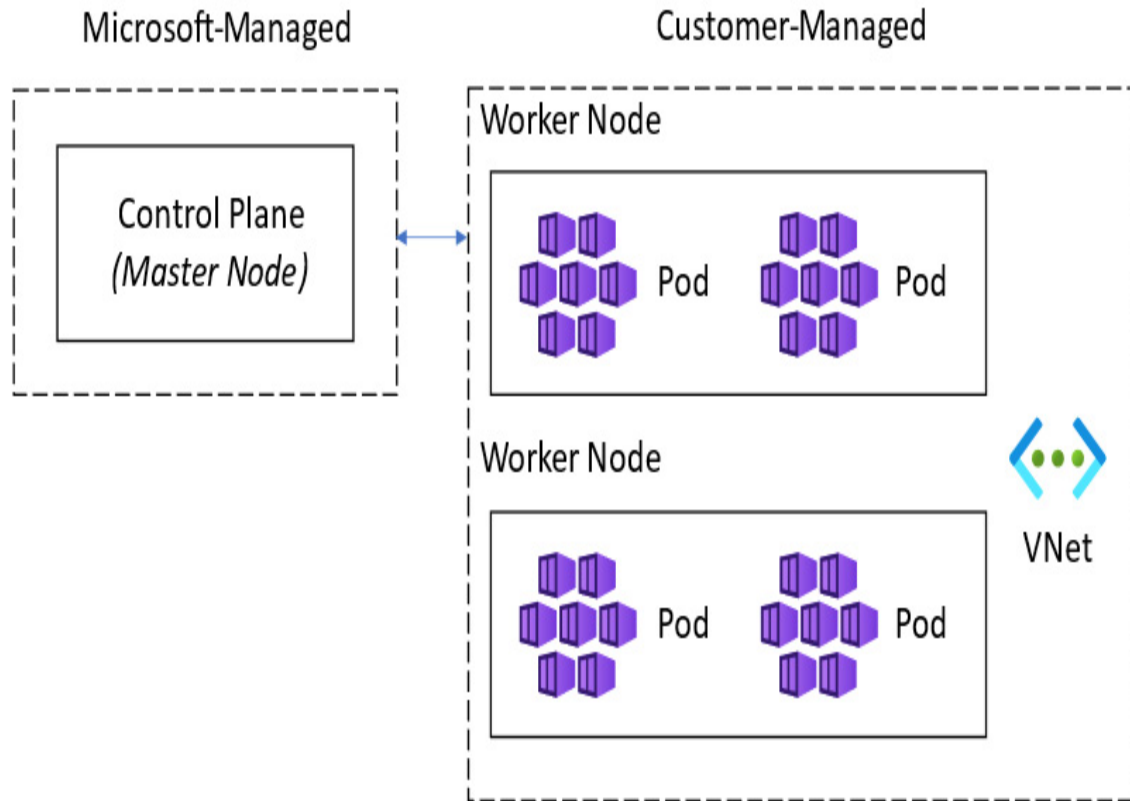 Microsoft-Managed
Customer-Managed
Control Plane
(Master Node)
Worker Node
Pod
Pod
Worker Node
Pod
Pod
VNet